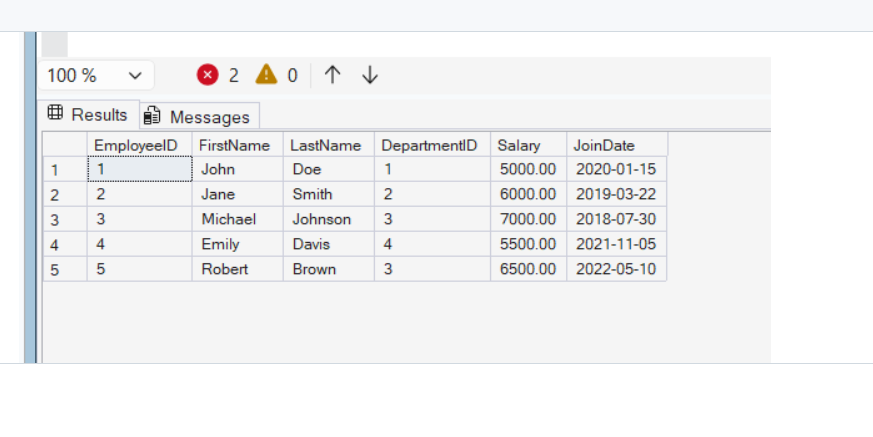 100 % 2 0
Results Messages
EmployeeID FirstName LastName DepartmentID Salary JoinDate
1 1 John Doe 1 5000.00 2020-01-15
2 2 Jane Smith 2 6000.00 2019-03-22
3 3 Michael Johnson 3 7000.00 2018-07-30
4 4 Emily Davis 4 5500.00 2021-11-05
5 5 Robert Brown 3 6500.00 2022-05-10